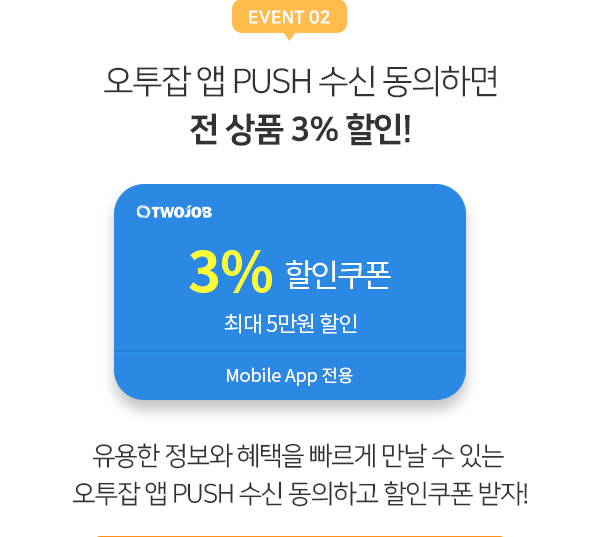 EVENT 02
오투잡 앱 PUSH 수신 동의하면
전 상품 3% 할인!
OTWOJOB
3% 할인쿠폰
최대 5만원 할인
Mobile App 전용
유용한 정보와 혜택을 빠르게 만날 수 있는
오투잡 앱 PUSH 수신 동의하고 할인쿠폰 받자!